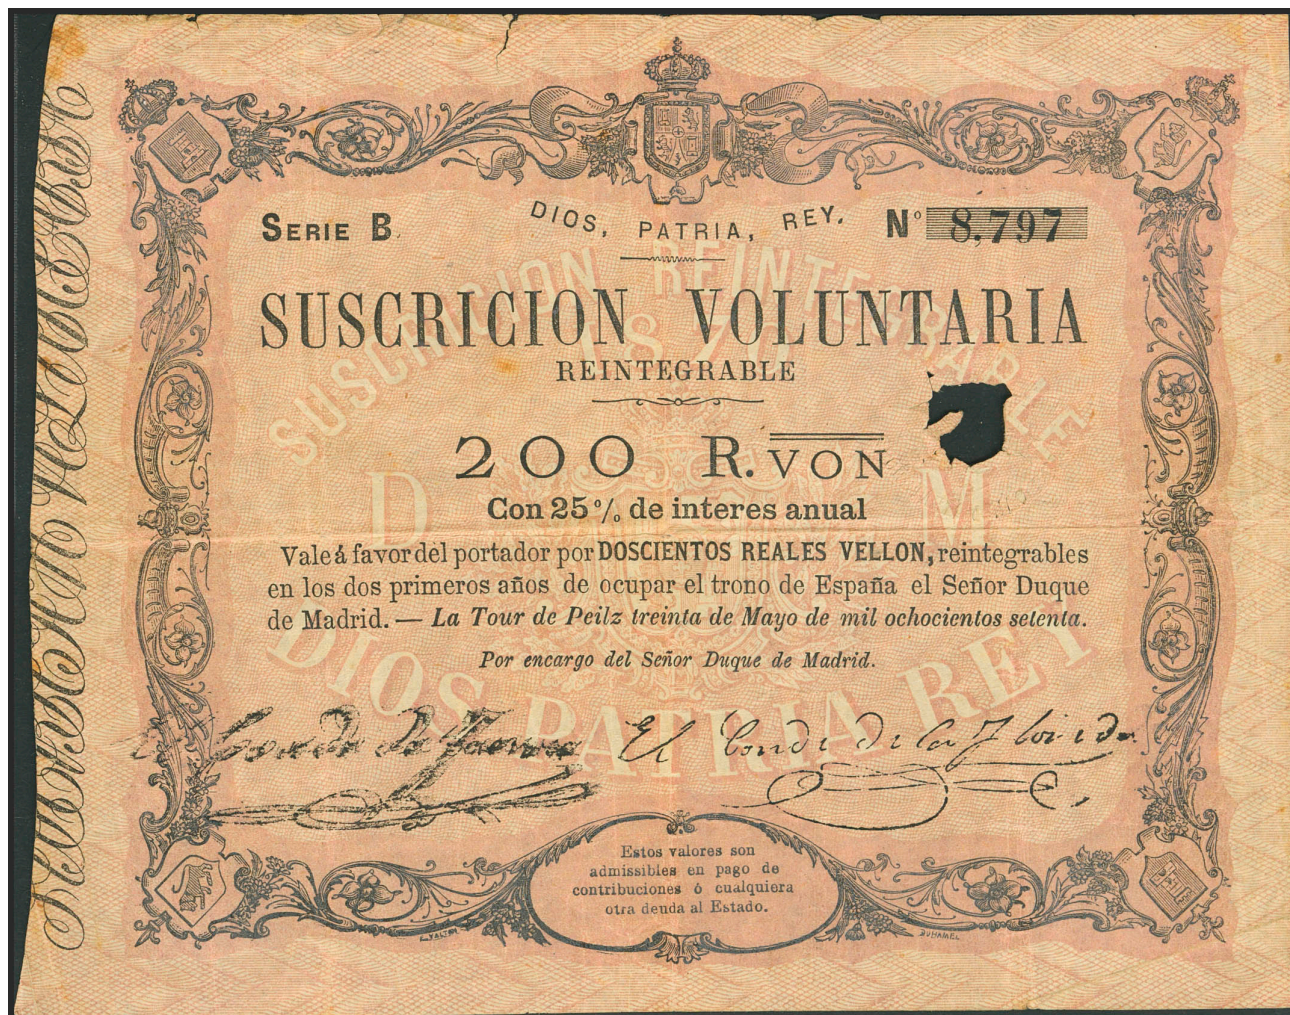 SERIE B.
DIOS, PATRIA, REY.
Nº 8,797
SUSCRICION VOLUNTARIA
REINTEGRABLE
200 R. VON
Con 25 % de interes anual
Vale á favor del portador por DOSCIENTOS REALES VELLON, reintegrables
en los dos primeros años de ocupar el trono de España el Señor Duque
de Madrid. — La Tour de Peilz treinta de Mayo de mil ochocientos setenta.
Por encargo del Señor Duque de Madrid.
El Conde de la Florida
Estos valores son
admissibles en pago de
contribuciones ó cualquiera
otra deuda al Estado.
DUHAMEL
SUSCRICION REINTEGRABLE
1870
D M
DIOS PATRIA REY